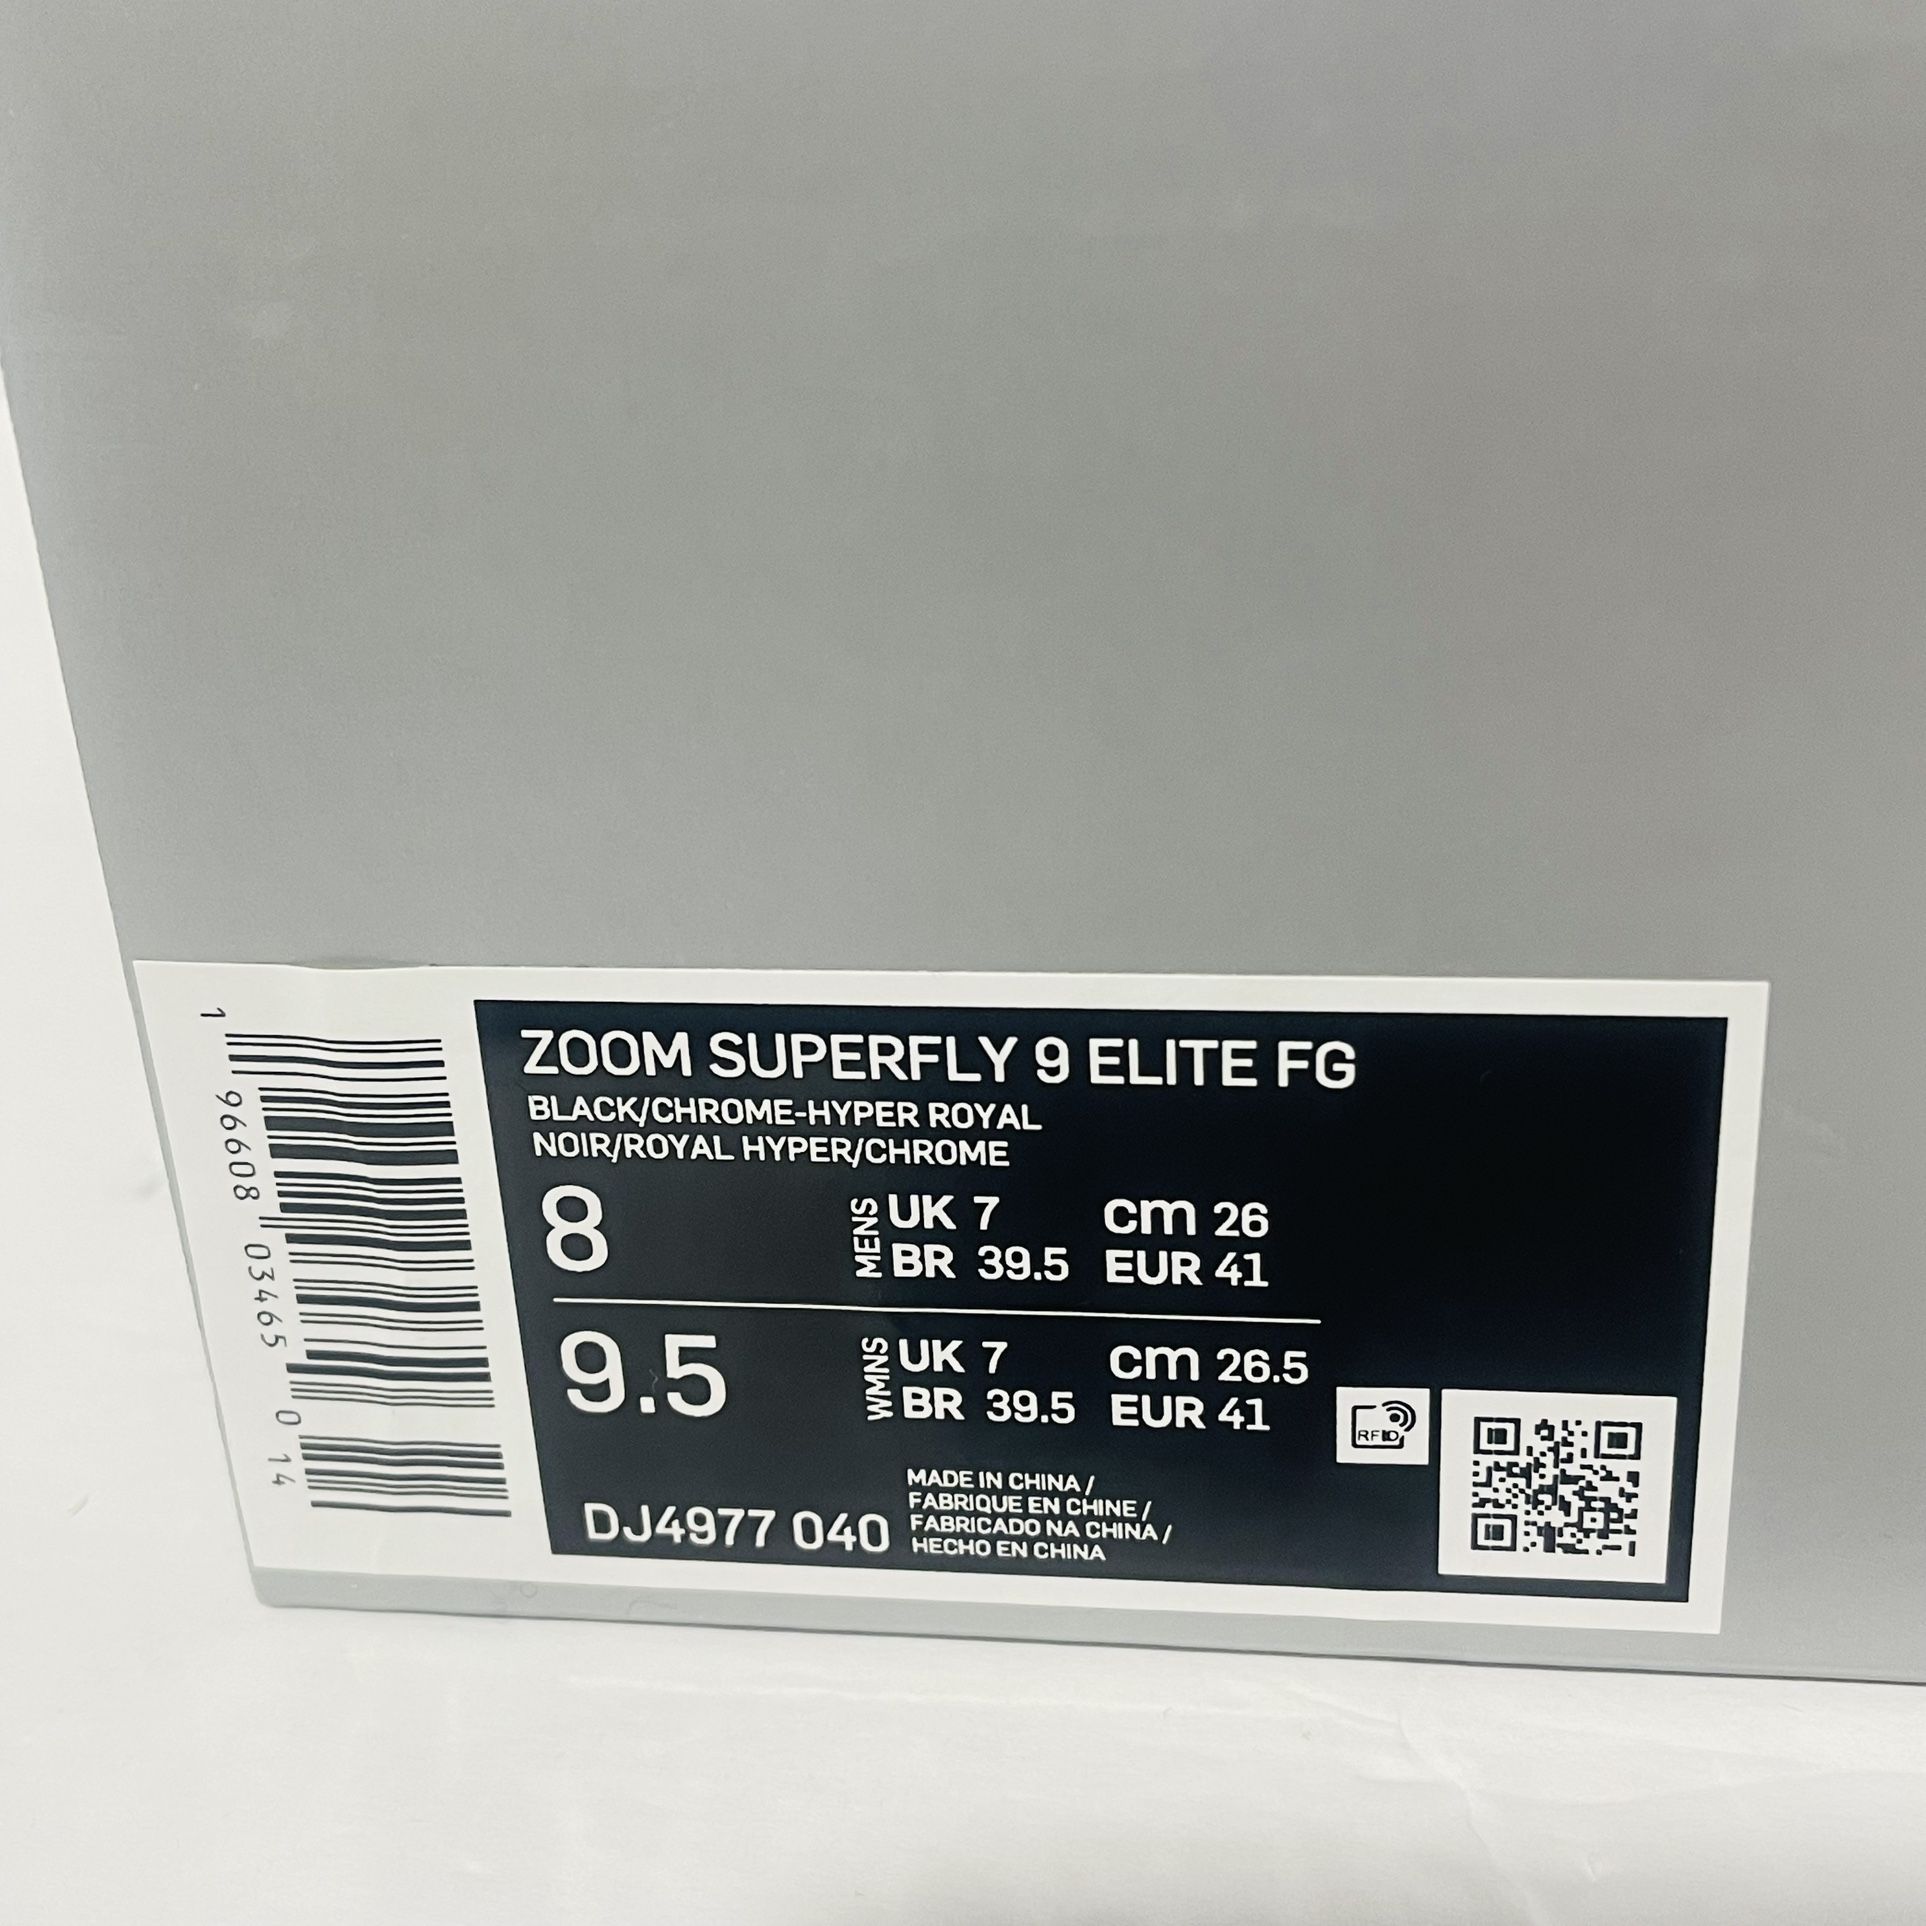 ZOOM SUPERFLY 9 ELITE FG
BLACK/CHROME-HYPER ROYAL
NOIR/ROYAL HYPER/CHROME
8
MENS
UK 7 cm 26
BR 39.5 EUR 41
9.5
WMNS
UK 7 cm 26.5
BR 39.5 EUR 41
DJ4977 040
MADE IN CHINA /
FABRIQUE EN CHINE /
FABRICADO NA CHINA /
HECHO EN CHINA
RFID
1 96608 03465 0 14